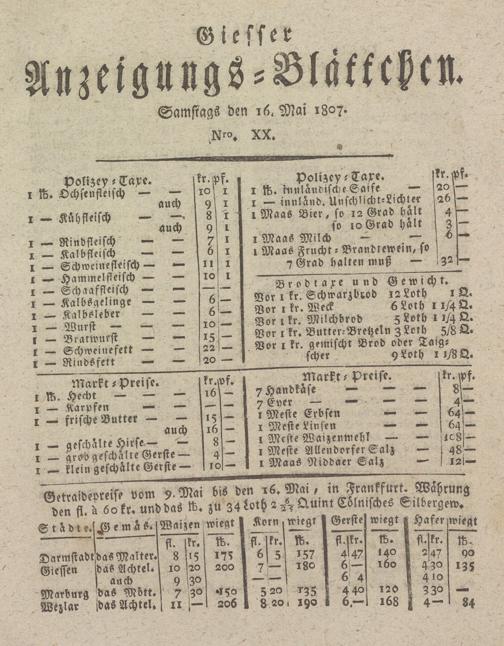 Giesser
Anzeigungs-Blättchen.
Samstags den 16. Mai 1807.
Nro. XX.
Polizey-Taxe. kr. pf.
1 ℔. Ochsenfleisch — — 10 1
auch 9 1
1 — Kühfleisch — — 8 1
auch 9 1
1 — Rindfleisch — — 7 1
1 — Kalbfleisch — — 6 1
1 — Schweinefleisch — — 11 1
1 — Hammelfleisch — — 10 1
1 — Schaaffleisch — —
1 — Kalbsgelinge — — 6 —
1 — Kalbsleber — — 6 —
1 — Wurst — — 10 —
1 — Bratwurst — — 15 —
1 — Schweinefett — — 22 —
1 — Rindsfett — — 20 —
Polizey-Taxe. kr. pf.
1 ℔. innländische Saife — 20 —
1 — innländ. Unschlicht-Lichter 26 —
1 Maas Bier, so 12 Grad hält 4 —
so 10 Grad hält 3 —
1 Maas Milch — — 6 —
1 Maas Frucht-Brandtewein, so
7 Grad halten muß — — 32 —
Brodtaxe und Gewicht.
Vor 1 kr. Schwarzbrod 12 Loth 1 Q.
Vor 1 kr. Weck 6 Loth 1 1/4 Q.
Vor 1 kr. Milchbrod 5 Loth 1 1/4 Q.
Vor 1 kr. Butter-Bretzeln 3 Loth 5/8 Q.
Vor 1 kr. gemischt Brod oder Taig-
scher 9 Loth 1 1/8 Q.
Markt-Preise. kr. pf.
1 ℔. Hecht — — 16 —
1 — Karpfen — —
1 — frische Butter — — 15 —
auch 16 —
1 — geschälte Hirse — — 8 —
1 — grob geschälte Gerste — 4 —
1 — klein geschälte Gerste — 10 —
Markt-Preise. kr. pf.
7 Handkäse — — 8 —
7 Eyer — — 4 —
1 Meste Erbsen — — 64 —
1 Meste Linsen — — 64 —
1 Meste Waizenmehl — — 108 —
1 Meste Allendorfer Salz — 48 —
1 Maas Niddaer Salz — 12 —
Getraidepreise vom 9. Mai bis den 16. Mai, in Frankfurt. Währung
den fl. à 60 kr. und das ℔. zu 34 Loth 2 Quint Cölnisches Silbergew.
Städte. Gemäs. Waizen wiegt Korn wiegt Gerste wiegt Hafer wiegt
fl. kr. ℔. fl. kr. ℔. fl. kr. ℔. fl. kr. ℔.
Darmstadt das Malter. 8 15 175 6 5 157 4 47 140 2 47 90
Giessen das Achtel. 10 20 200 7 — 180 6 — 160 4 30 135
auch 9 30 — — 6 4 4 10
Marburg das Mött. 7 30 150 5 20 135 4 40 120 3 30 —
Wetzlar das Achtel. 11 — 206 8 20 190 6 — 168 4 — 84